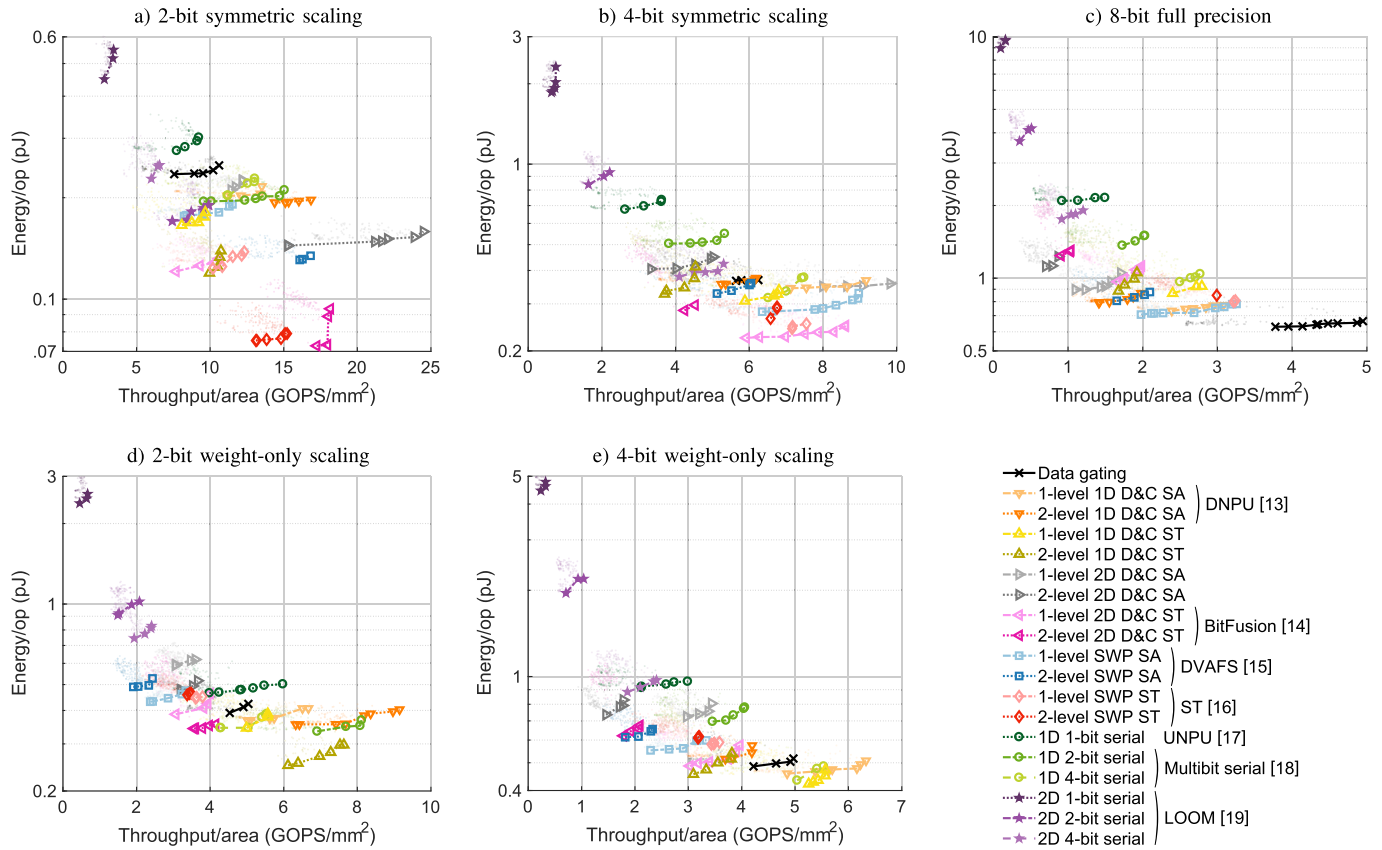 a) 2-bit symmetric scaling
0.6
0.1
.07
0 5 10 15 20 25
Energy/op (pJ)
Throughput/area (GOPS/mm²)
b) 4-bit symmetric scaling
3
1
0.2
0 2 4 6 8 10
Energy/op (pJ)
Throughput/area (GOPS/mm²)
c) 8-bit full precision
10
1
0.5
0 1 2 3 4 5
Energy/op (pJ)
Throughput/area (GOPS/mm²)
d) 2-bit weight-only scaling
3
1
0.2
0 2 4 6 8 10
Energy/op (pJ)
Throughput/area (GOPS/mm²)
e) 4-bit weight-only scaling
5
1
0.4
0 1 2 3 4 5 6 7
Energy/op (pJ)
Throughput/area (GOPS/mm²)
Data gating
1-level 1D D&C SA
2-level 1D D&C SA
DNPU [13]
1-level 1D D&C ST
2-level 1D D&C ST
1-level 2D D&C SA
2-level 2D D&C SA
1-level 2D D&C ST
2-level 2D D&C ST
BitFusion [14]
1-level SWP SA
2-level SWP SA
DVAFS [15]
1-level SWP ST
2-level SWP ST
ST [16]
1D 1-bit serial UNPU [17]
1D 2-bit serial
1D 4-bit serial
Multibit serial [18]
2D 1-bit serial
2D 2-bit serial
2D 4-bit serial
LOOM [19]